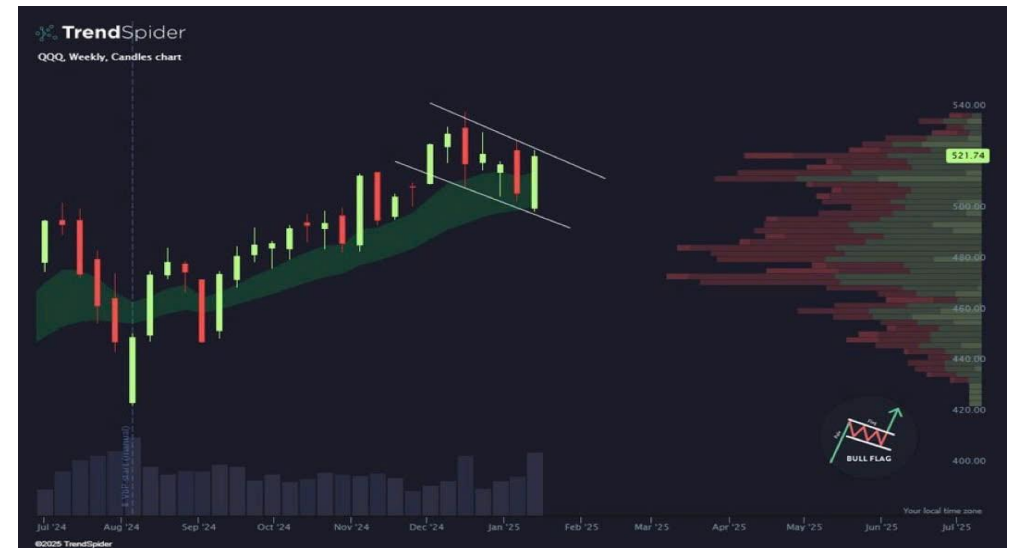 TrendSpider
QQQ, Weekly, Candles chart
540.00
521.74
500.00
480.00
460.00
440.00
420.00
400.00
Pole
Flag
BULL FLAG
Your local time zone
Jul '24
Aug '24
Sep '24
Oct '24
Nov '24
Dec '24
Jan '25
Feb '25
Mar '25
Apr '25
May '25
Jun '25
Jul '25
©2025 TrendSpider